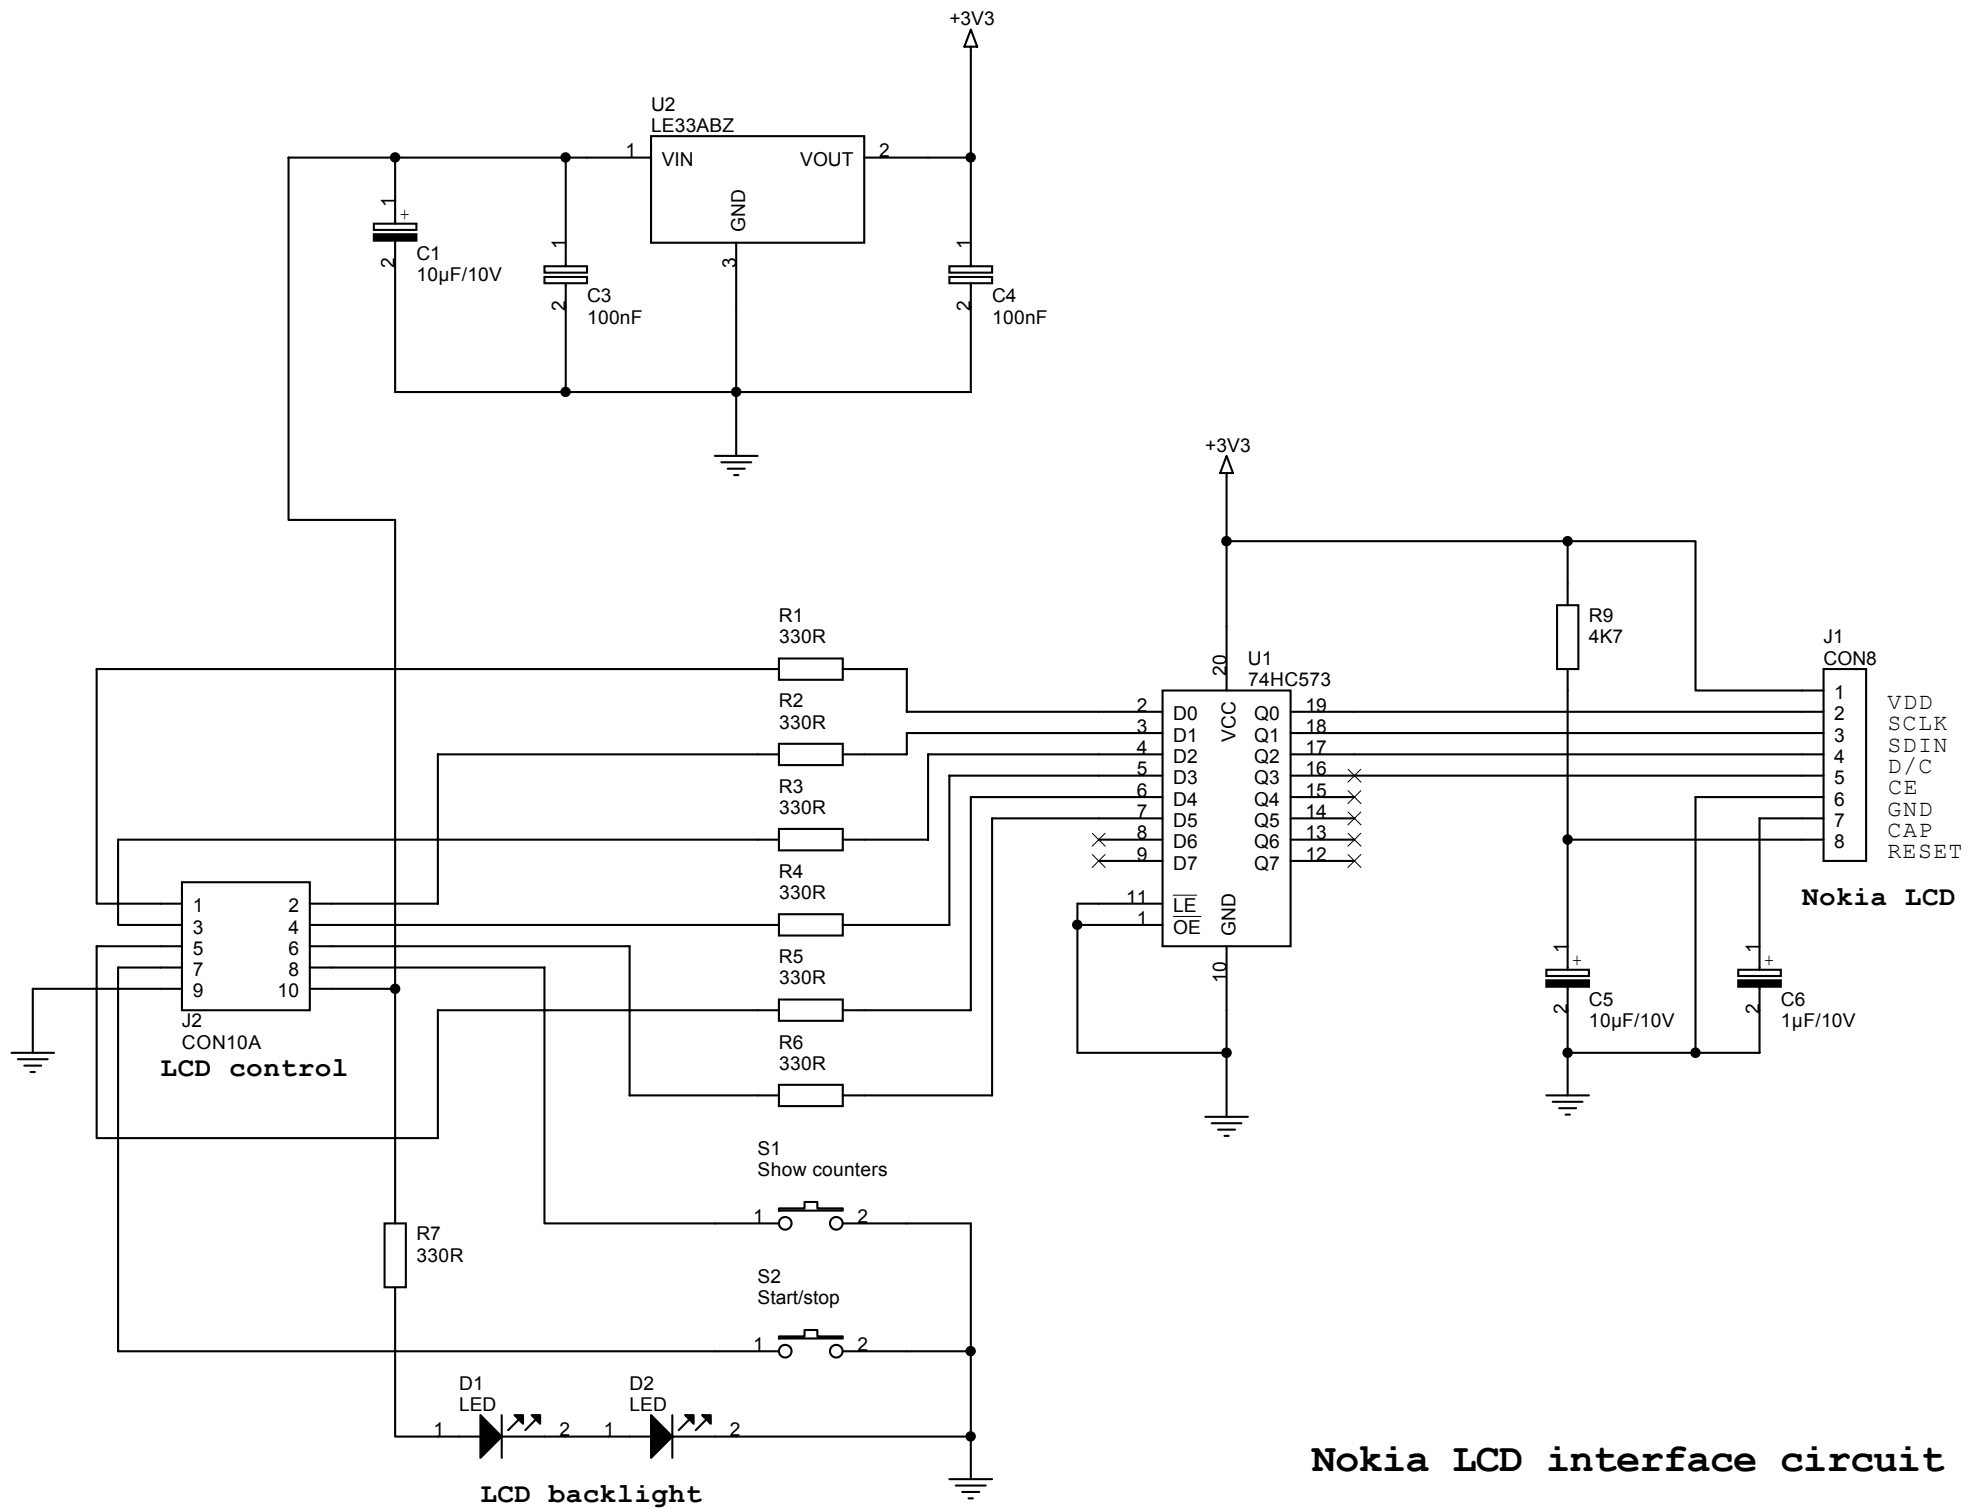 +3V3
U2
LE33ABZ
1 VIN VOUT 2
GND
3
1
+
2
C1
10µF/10V
1
2
C3
100nF
1
2
C4
100nF
+3V3
R1
330R
R2
330R
R3
330R
R4
330R
R5
330R
R6
330R
U1
74HC573
20
VCC
2 D0 Q0 19
3 D1 Q1 18
4 D2 Q2 17
5 D3 Q3 16
6 D4 Q4 15
7 D5 Q5 14
8 D6 Q6 13
9 D7 Q7 12
11 LE
1 OE
GND
10
R9
4K7
J1
CON8
1
2
3
4
5
6
7
8
VDD
SCLK
SDIN
D/C
CE
GND
CAP
RESET
Nokia LCD
1
+
2
C5
10µF/10V
1
+
2
C6
1µF/10V
1 2
3 4
5 6
7 8
9 10
J2
CON10A
LCD control
S1
Show counters
1 2
R7
330R
S2
Start/stop
1 2
D1
LED
1 2
D2
LED
1 2
LCD backlight
Nokia LCD interface circuit